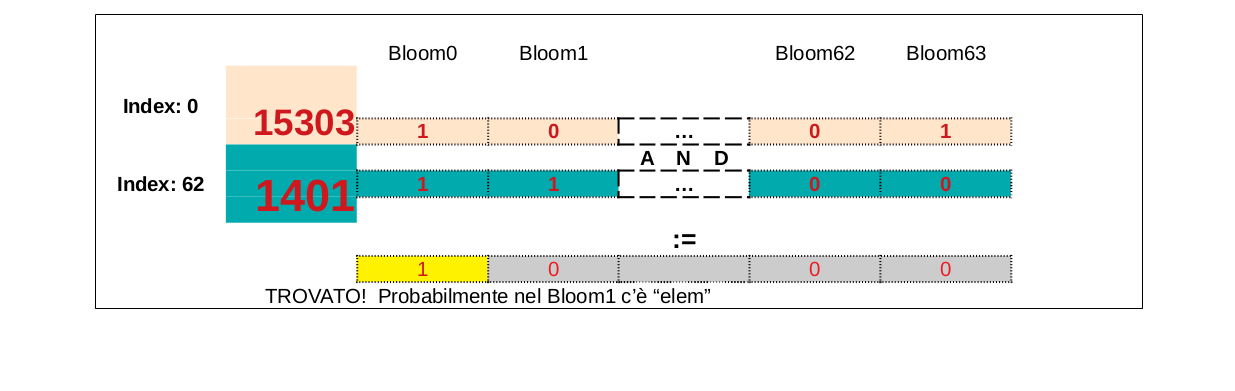 Bloom0 Bloom1 Bloom62 Bloom63
Index: 0 15303 1 0 ... 0 1
A N D
Index: 62 1401 1 1 ... 0 0
:=
1 0 0 0
TROVATO! Probabilmente nel Bloom1 c’è “elem”